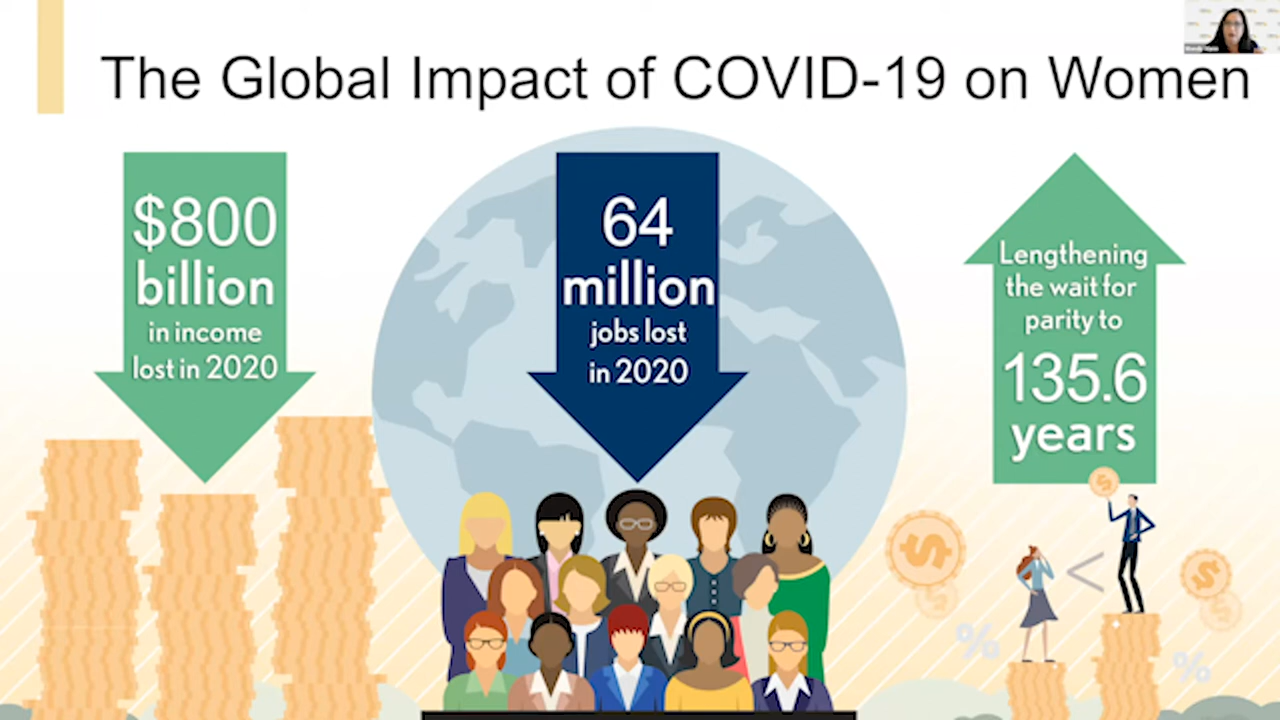 The Global Impact of COVID-19 on Women
$800
billion
in income
lost in 2020
64
million
jobs lost
in 2020
Lengthening
the wait for
parity to
135.6
years
$
$
$
<
%
%